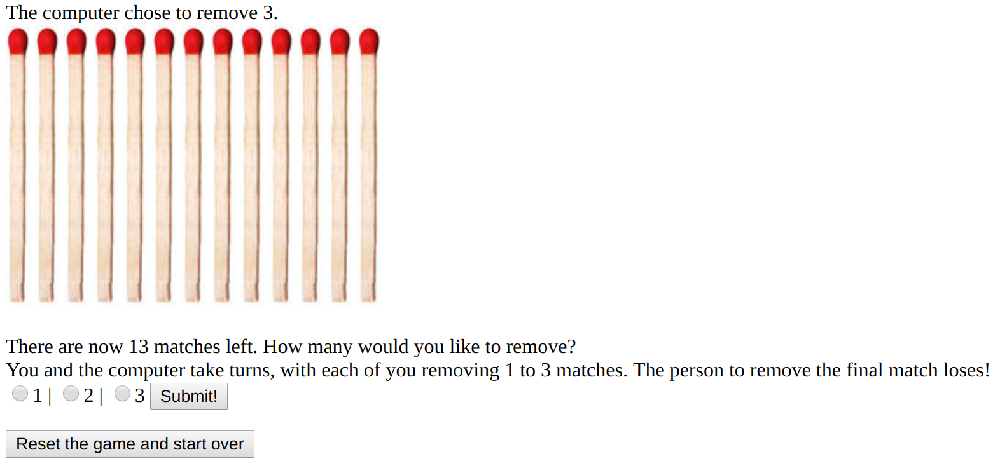 The computer chose to remove 3.
There are now 13 matches left. How many would you like to remove?
You and the computer take turns, with each of you removing 1 to 3 matches. The person to remove the final match loses!
1 | 2 | 3 Submit!
Reset the game and start over